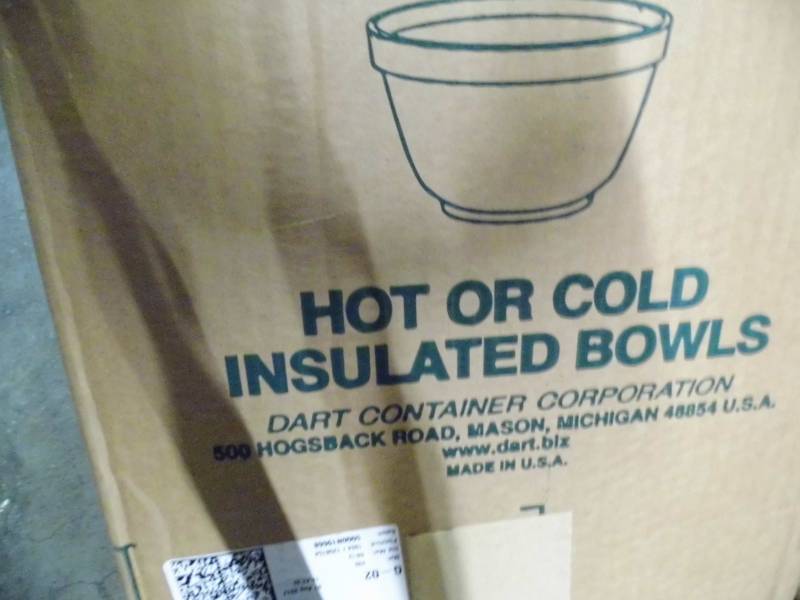 HOT OR COLD
INSULATED BOWLS
DART CONTAINER CORPORATION
500 HOGSBACK ROAD, MASON, MICHIGAN 48854 U.S.A.
www.dart.biz
MADE IN U.S.A.